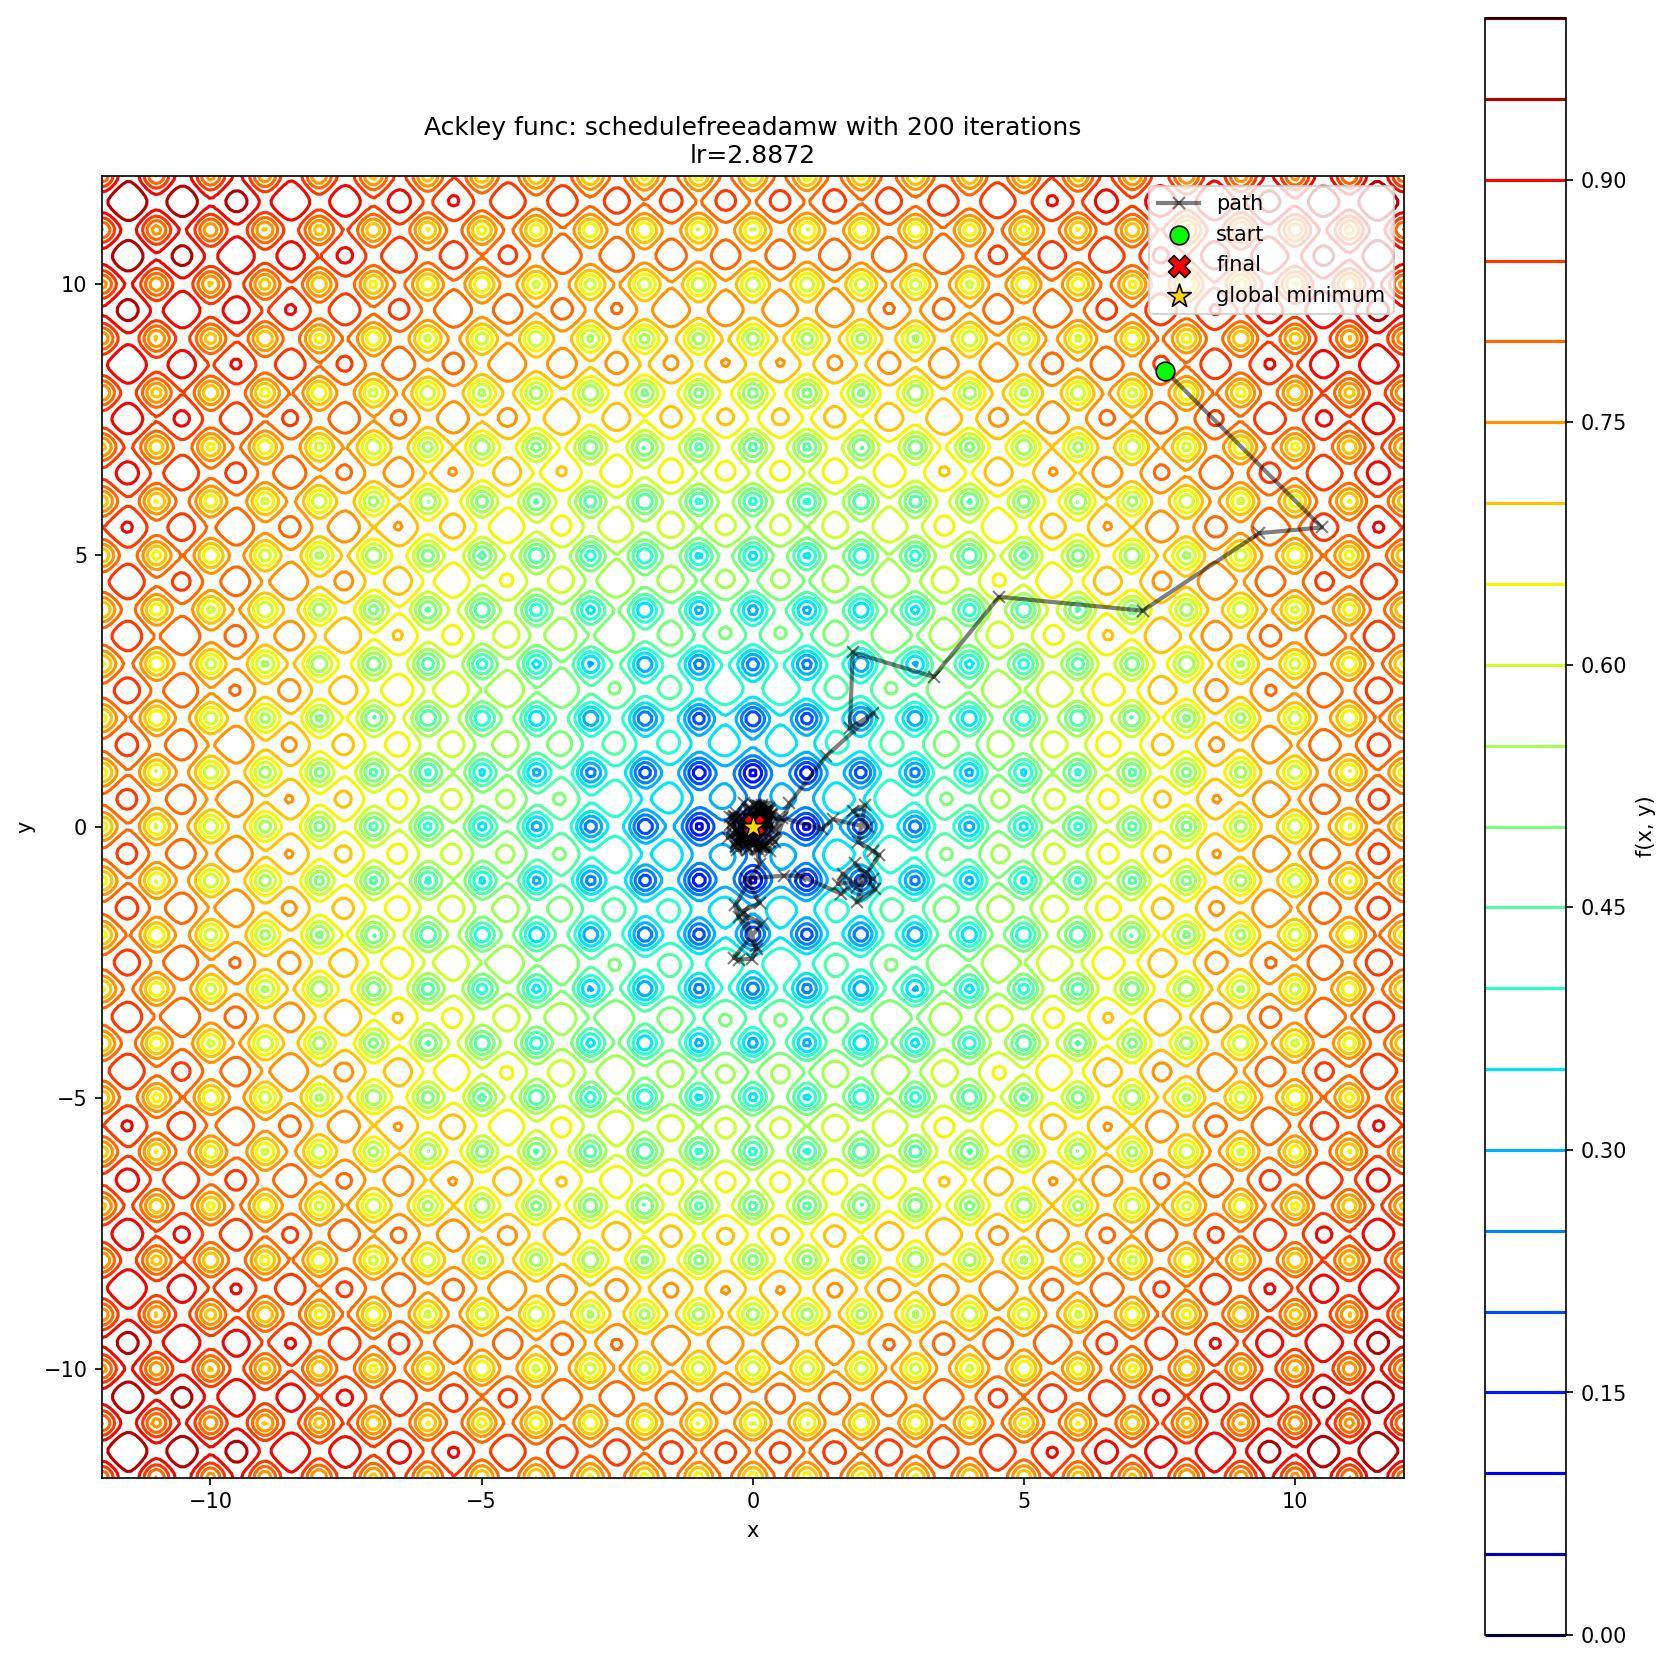 Ackley func: schedulefreeadamw with 200 iterations
lr=2.8872
path
start
final
global minimum
10
5
0
−5
−10
y
−10
−5
0
5
10
x
0.90
0.75
0.60
0.45
0.30
0.15
0.00
f(x, y)